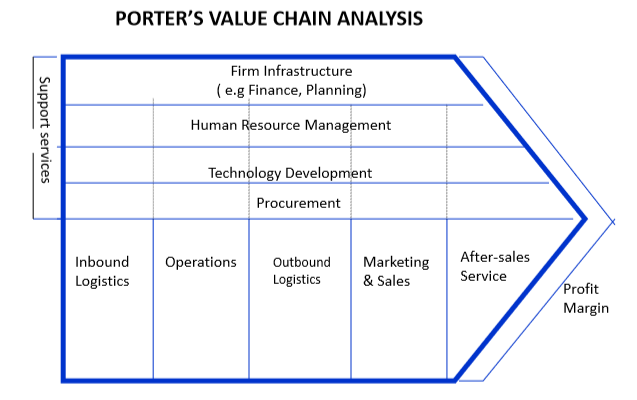 PORTER'S VALUE CHAIN ANALYSIS
Support services
Firm Infrastructure
( e.g Finance, Planning)
Human Resource Management
Technology Development
Procurement
Inbound
Logistics
Operations
Outbound
Logistics
Marketing
& Sales
After-sales
Service
Profit
Margin